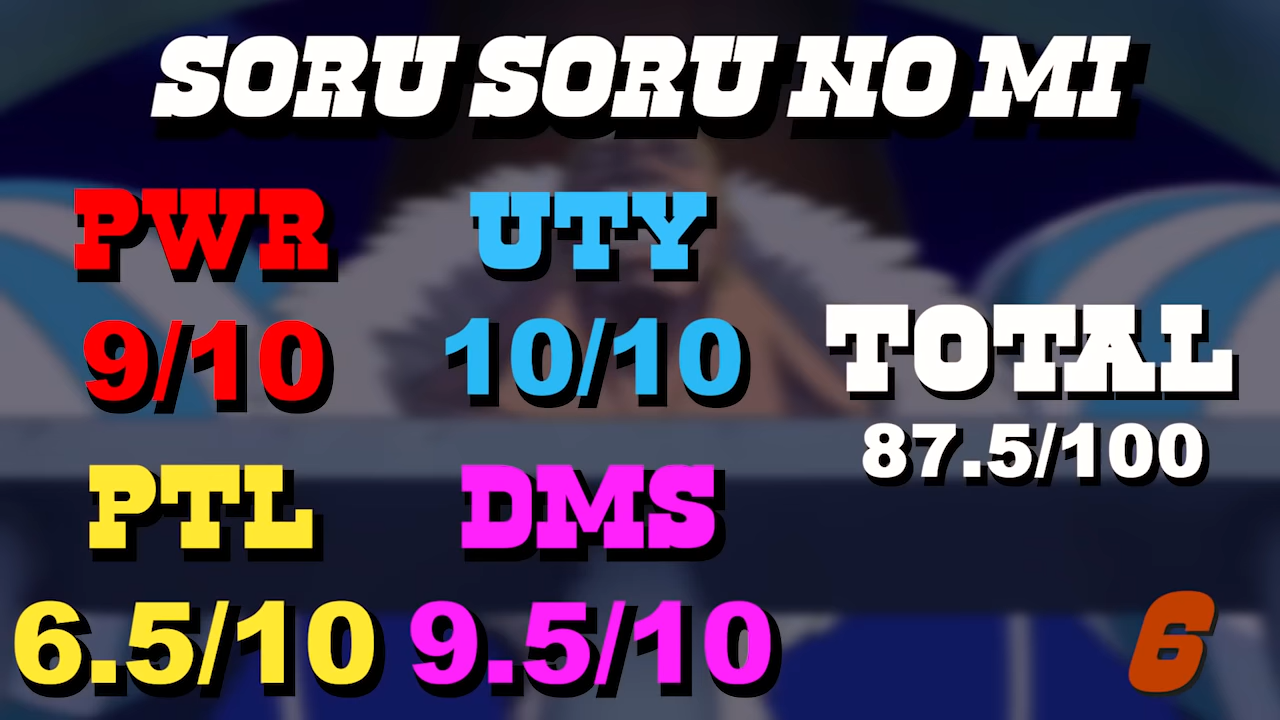 SORU SORU NO MI
PWR
9/10
UTY
10/10
TOTAL
87.5/100
PTL
6.5/10
DMS
9.5/10
6